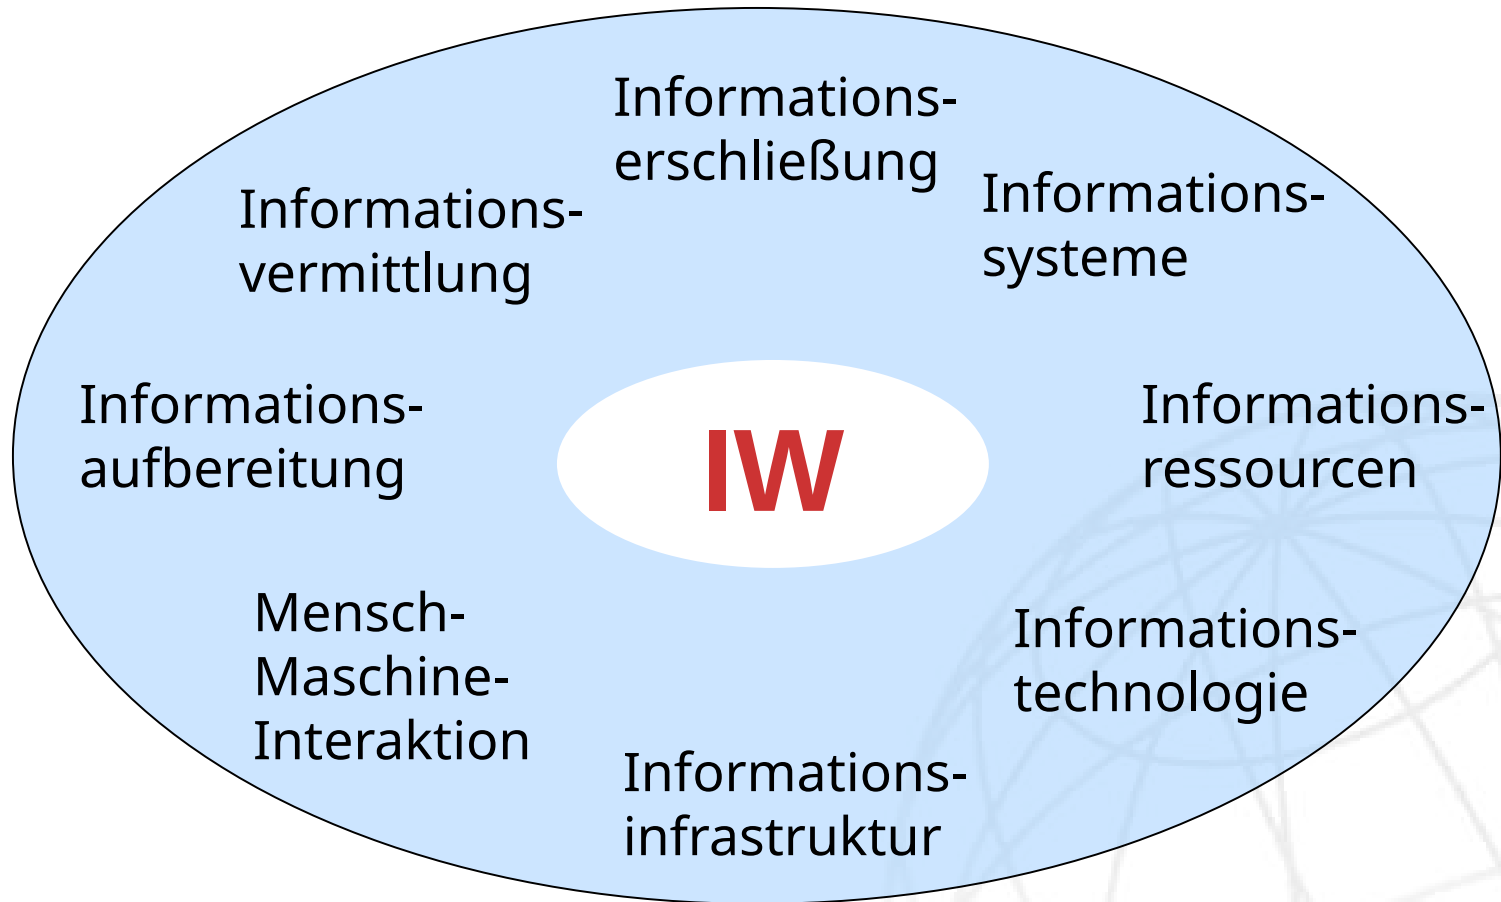 Informations-
erschließung
Informations-
systeme
Informations-
vermittlung
Informations-
aufbereitung
IW
Informations-
ressourcen
Mensch-
Maschine-
Interaktion
Informations-
technologie
Informations-
infrastruktur